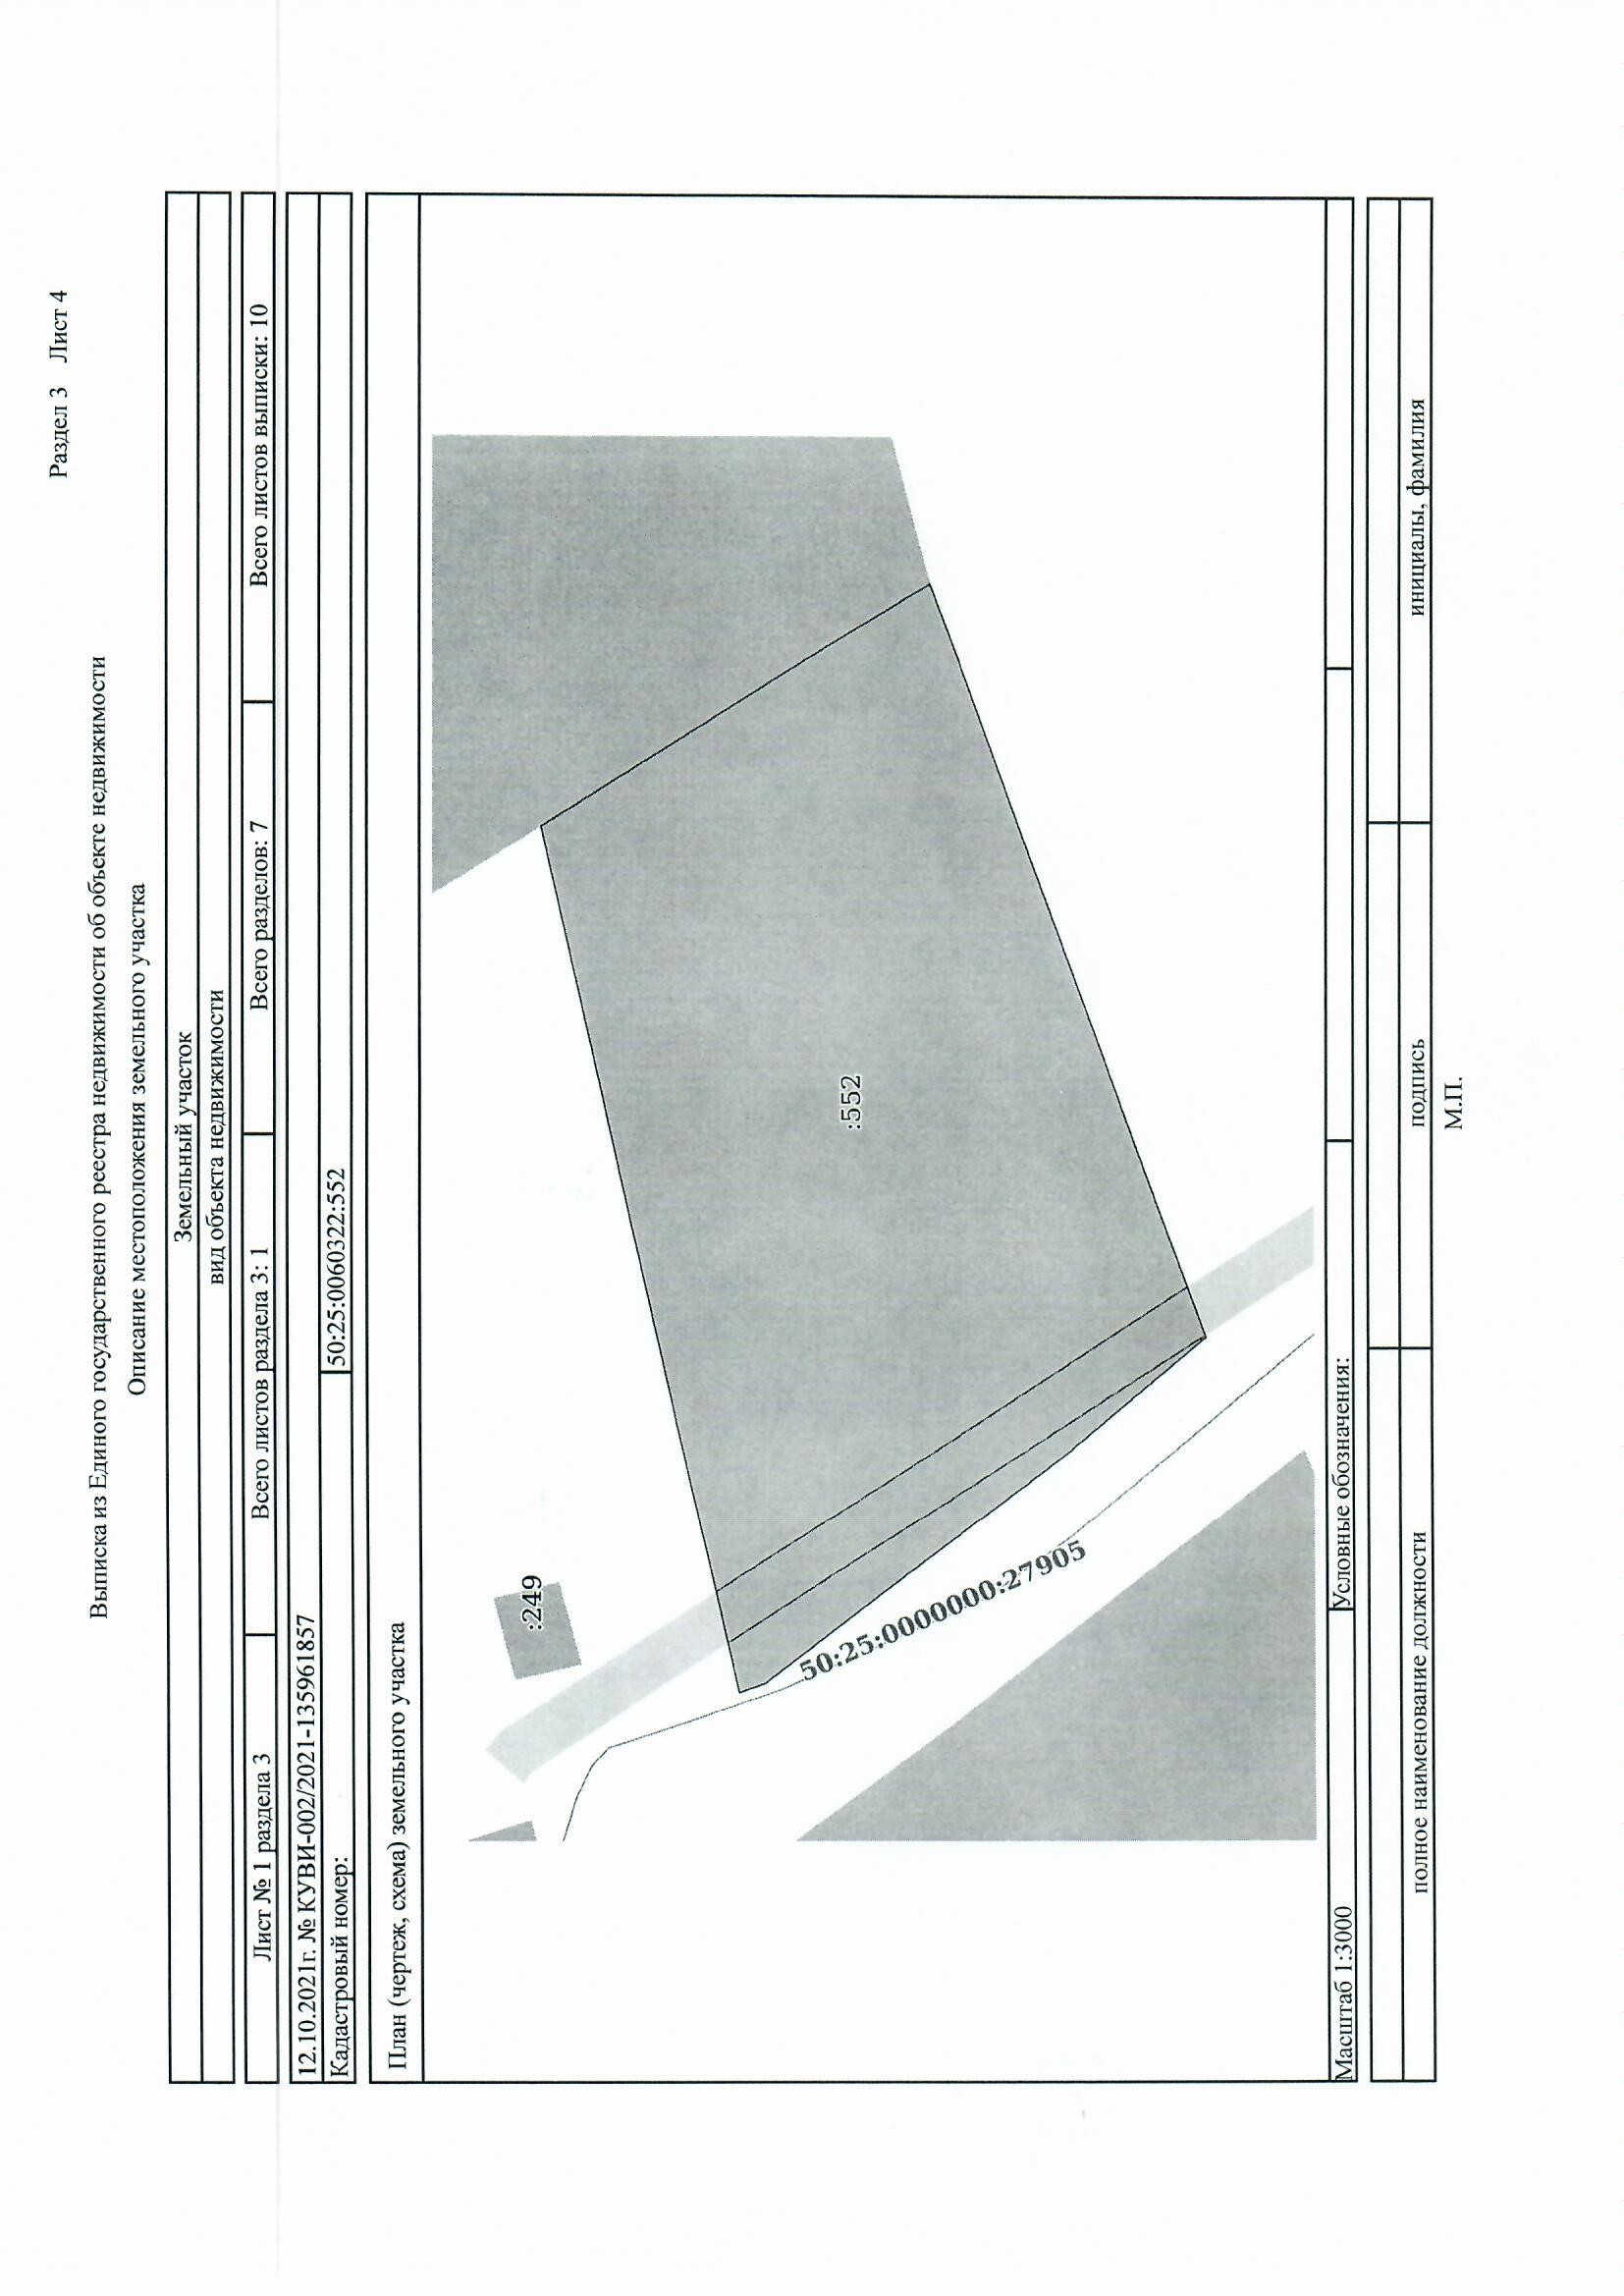 Раздел 3 Лист 4
Выписка из Единого государственного реестра недвижимости об объекте недвижимости
Описание местоположения земельного участка
Земельный участок
вид объекта недвижимости
Лист № 1 раздела 3 Всего листов раздела 3: 1 Всего разделов: 7 Всего листов выписки: 10
12.10.2021г. № КУВИ-002/2021-135961857
Кадастровый номер: 50:25:0060322:552
План (чертеж, схема) земельного участка
:249
:552
50:25:0000000:27905
Масштаб 1:3000 Условные обозначения:
полное наименование должности подпись инициалы, фамилия
М.П.